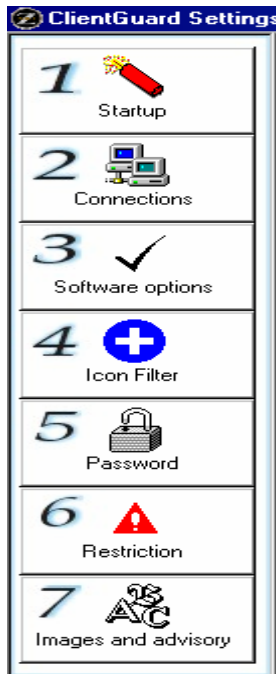 ClientGuard Settings
1
Startup
2
Connections
3
Software options
4
Icon Filter
5
Password
6
Restriction
7
ABC
Images and advisory